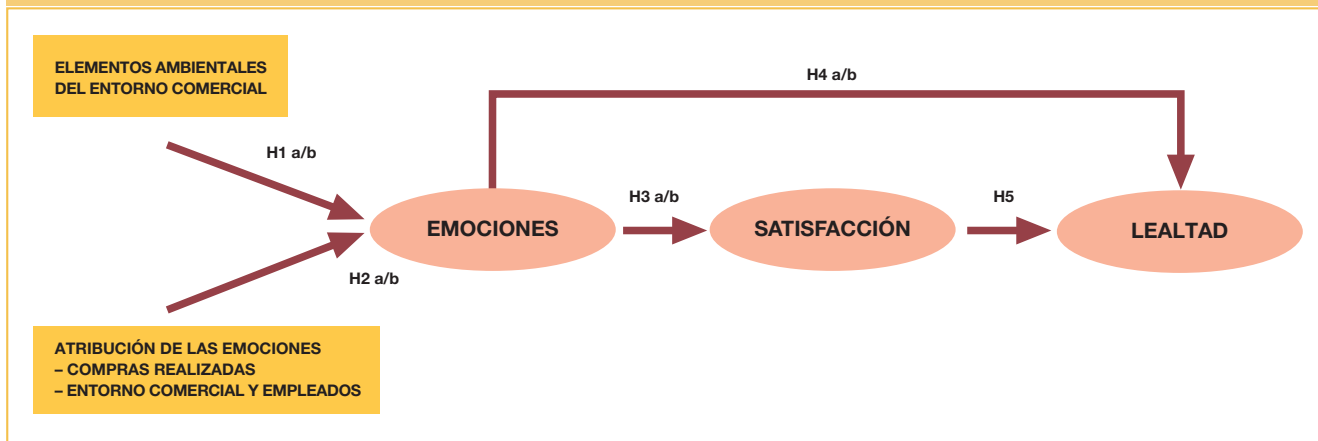 ELEMENTOS AMBIENTALES
DEL ENTORNO COMERCIAL
H4 a/b
H1 a/b
EMOCIONES
H3 a/b
SATISFACCIÓN
H5
LEALTAD
H2 a/b
ATRIBUCIÓN DE LAS EMOCIONES
– COMPRAS REALIZADAS
– ENTORNO COMERCIAL Y EMPLEADOS